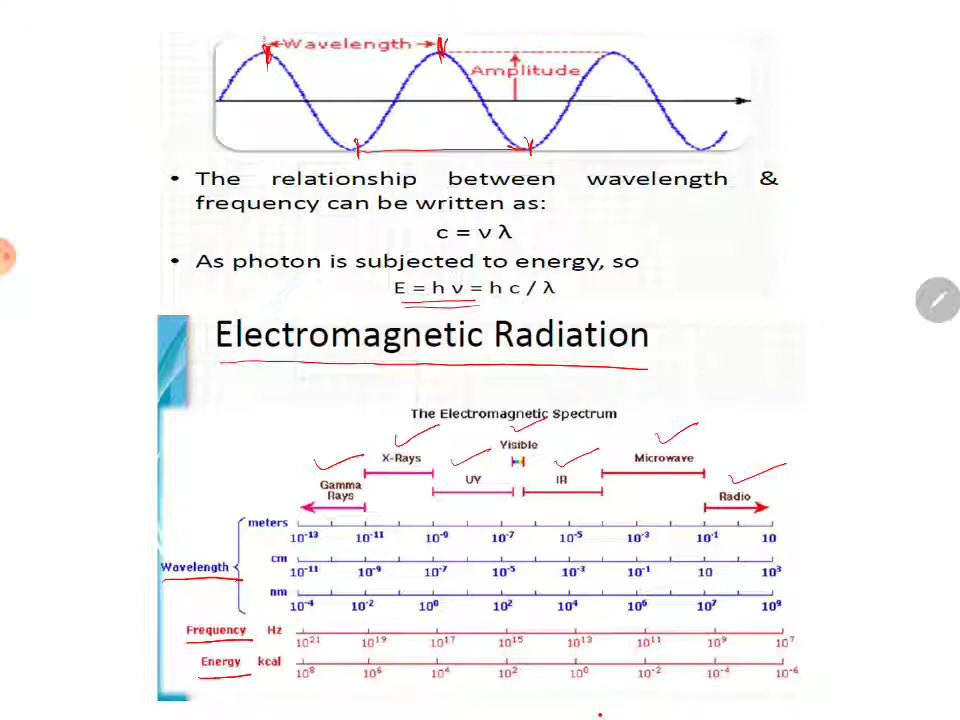 Wavelength
Amplitude
• The relationship between wavelength &
frequency can be written as:
c = ν λ
• As photon is subjected to energy, so
E = h ν = h c / λ
Electromagnetic Radiation
The Electromagnetic Spectrum
Visible
X-Rays Microwave
UV IR
Gamma
Rays
Radio
meters
10⁻¹³ 10⁻¹¹ 10⁻⁹ 10⁻⁷ 10⁻⁵ 10⁻³ 10⁻¹ 10
cm
10⁻¹¹ 10⁻⁹ 10⁻⁷ 10⁻⁵ 10⁻³ 10⁻¹ 10 10³
Wavelength
nm
10⁻⁴ 10⁻² 10⁰ 10² 10⁴ 10⁶ 10⁷ 10⁹
Frequency Hz
10²¹ 10¹⁹ 10¹⁷ 10¹⁵ 10¹³ 10¹¹ 10⁹ 10⁷
Energy kcal
10⁸ 10⁶ 10⁴ 10² 10⁰ 10⁻² 10⁻⁴ 10⁻⁶